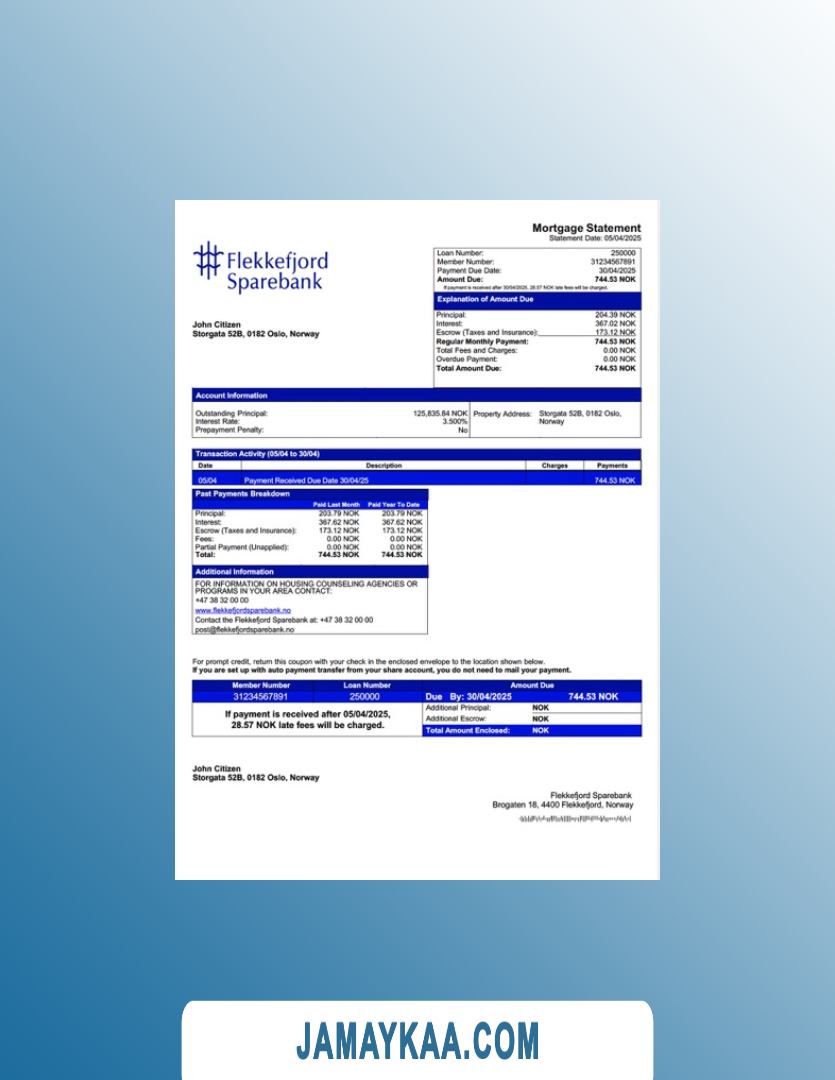 Mortgage Statement
Statement Date: 05/04/2025
Flekkefjord
Sparebank
Loan Number: 250000
Member Number: 31234567891
Payment Due Date: 30/04/2025
Amount Due: 744.53 NOK
If payment is received after 30/04/2025, 28.57 NOK late fees will be charged.
Explanation of Amount Due
Principal: 204.39 NOK
Interest: 367.02 NOK
Escrow (Taxes and Insurance): 173.12 NOK
Regular Monthly Payment: 744.53 NOK
Total Fees and Charges: 0.00 NOK
Overdue Payment: 0.00 NOK
Total Amount Due: 744.53 NOK
John Citizen
Storgata 52B, 0182 Oslo, Norway
Account Information
Outstanding Principal: 125,835.84 NOK
Interest Rate: 3.500%
Prepayment Penalty: No
Property Address: Storgata 52B, 0182 Oslo,
Norway
Transaction Activity (05/04 to 30/04)
Date Description Charges Payments
05/04 Payment Received Due Date 30/04/25 744.53 NOK
Past Payments Breakdown
Paid Last Month Paid Year To Date
Principal: 203.79 NOK 203.79 NOK
Interest: 367.62 NOK 367.62 NOK
Escrow (Taxes and Insurance): 173.12 NOK 173.12 NOK
Fees: 0.00 NOK 0.00 NOK
Partial Payment (Unapplied): 0.00 NOK 0.00 NOK
Total: 744.53 NOK 744.53 NOK
Additional Information
FOR INFORMATION ON HOUSING COUNSELING AGENCIES OR
PROGRAMS IN YOUR AREA CONTACT:
+47 38 32 00 00
www.flekkefjordsparebank.no
Contact the Flekkefjord Sparebank at: +47 38 32 00 00
post@flekkefjordsparebank.no
For prompt credit, return this coupon with your check in the enclosed envelope to the location shown below.
If you are set up with auto payment transfer from your share account, you do not need to mail your payment.
Member Number Loan Number Amount Due
31234567891 250000 Due By: 30/04/2025 744.53 NOK
If payment is received after 05/04/2025,
28.57 NOK late fees will be charged.
Additional Principal: NOK
Additional Escrow: NOK
Total Amount Enclosed: NOK
John Citizen
Storgata 52B, 0182 Oslo, Norway
Flekkefjord Sparebank
Brogaten 18, 4400 Flekkefjord, Norway
JAMAYKAA.COM